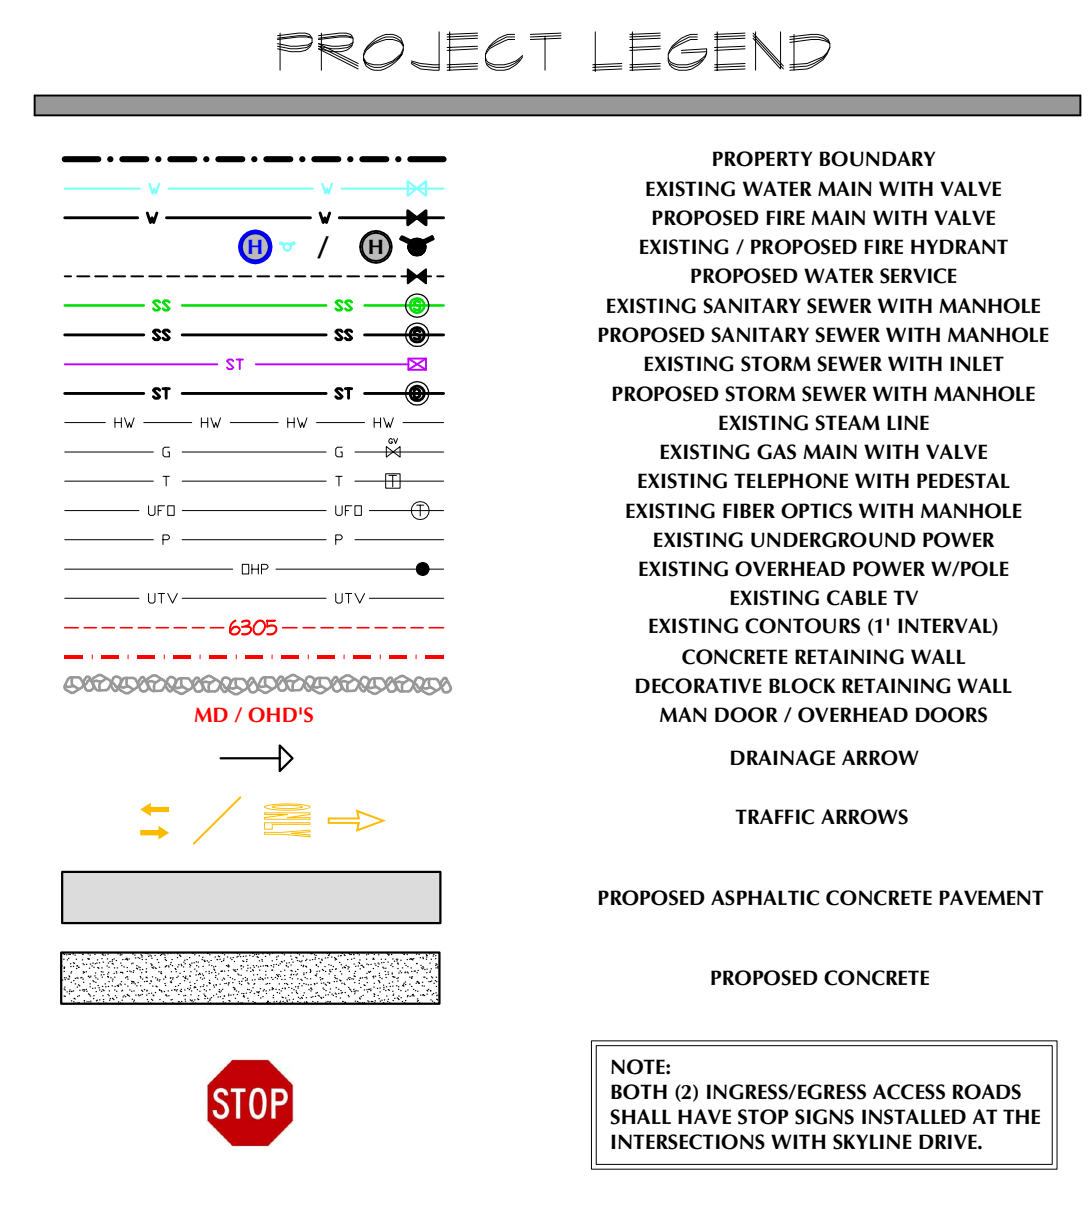 PROJECT LEGEND
PROPERTY BOUNDARY
W W EXISTING WATER MAIN WITH VALVE
W W PROPOSED FIRE MAIN WITH VALVE
H / H EXISTING / PROPOSED FIRE HYDRANT
PROPOSED WATER SERVICE
SS SS S EXISTING SANITARY SEWER WITH MANHOLE
SS SS S PROPOSED SANITARY SEWER WITH MANHOLE
ST EXISTING STORM SEWER WITH INLET
ST ST D PROPOSED STORM SEWER WITH MANHOLE
HW HW HW HW EXISTING STEAM LINE
G G GV EXISTING GAS MAIN WITH VALVE
T T T EXISTING TELEPHONE WITH PEDESTAL
UFO UFO T EXISTING FIBER OPTICS WITH MANHOLE
P P EXISTING UNDERGROUND POWER
OHP EXISTING OVERHEAD POWER W/POLE
UTV UTV EXISTING CABLE TV
6305 EXISTING CONTOURS (1' INTERVAL)
CONCRETE RETAINING WALL
DECORATIVE BLOCK RETAINING WALL
MD / OHD'S MAN DOOR / OVERHEAD DOORS
DRAINAGE ARROW
TRAFFIC ARROWS
PROPOSED ASPHALTIC CONCRETE PAVEMENT
PROPOSED CONCRETE
STOP
NOTE:
BOTH (2) INGRESS/EGRESS ACCESS ROADS
SHALL HAVE STOP SIGNS INSTALLED AT THE
INTERSECTIONS WITH SKYLINE DRIVE.